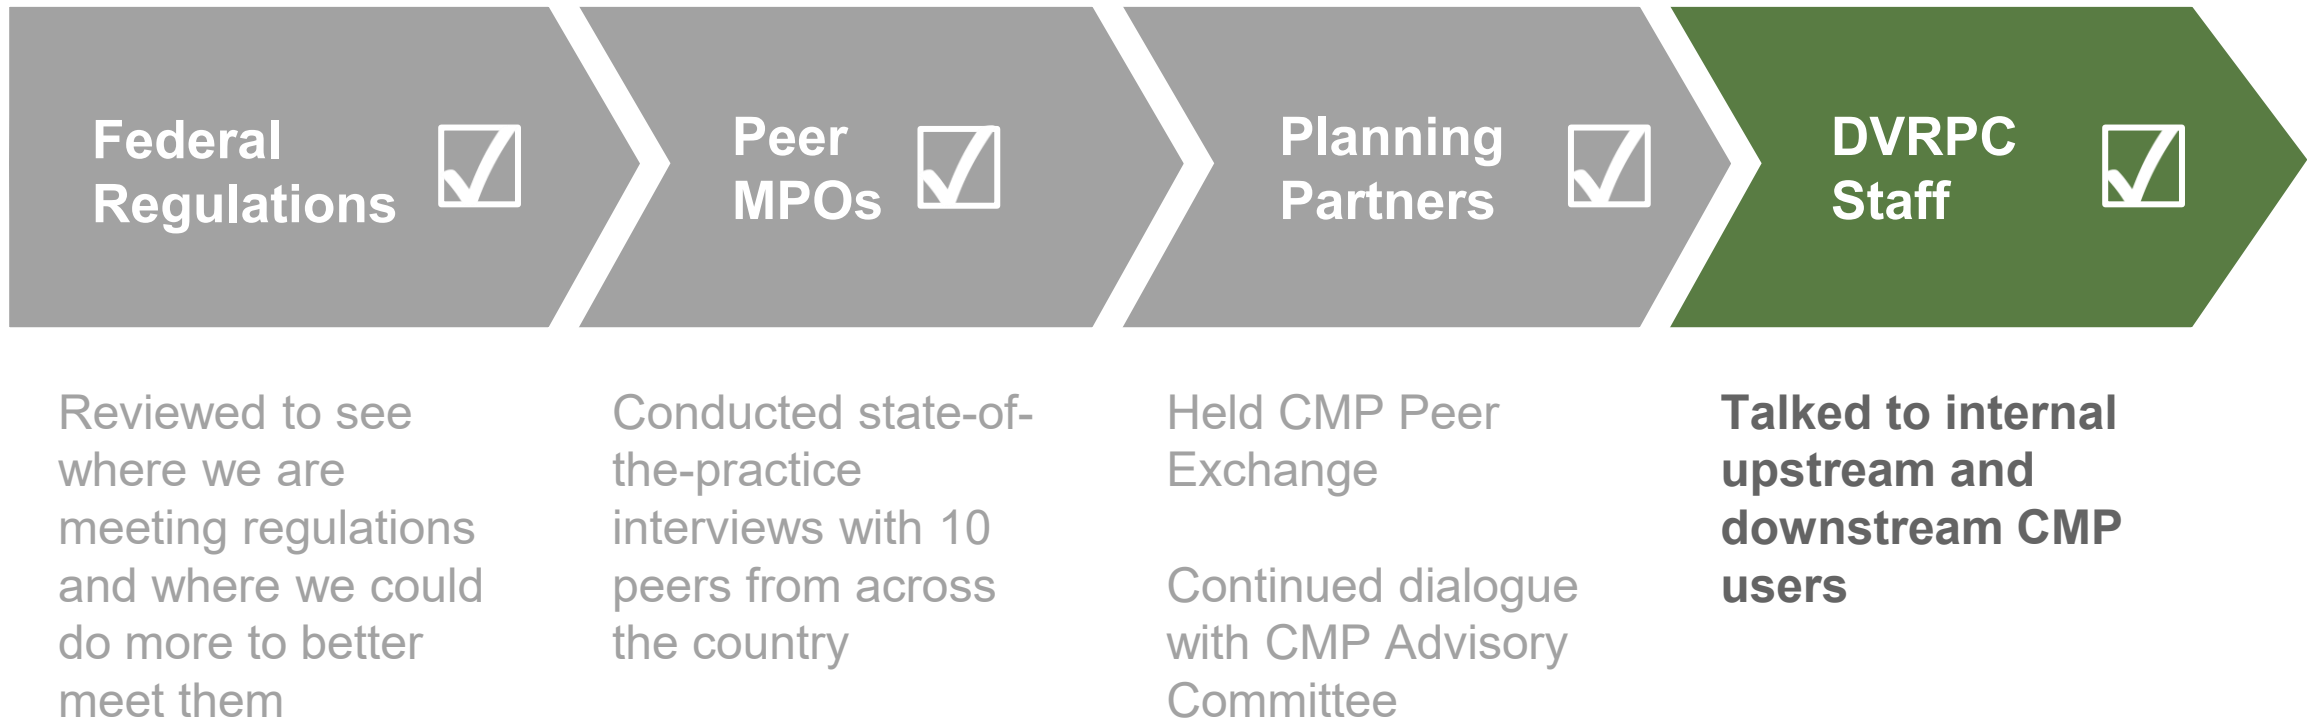 Federal
Regulations
Peer
MPOs
Planning
Partners
DVRPC
Staff
Reviewed to see
where we are
meeting regulations
and where we could
do more to better
meet them
Conducted state-of-
the-practice
interviews with 10
peers from across
the country
Held CMP Peer
Exchange
Continued dialogue
with CMP Advisory
Committee
Talked to internal
upstream and
downstream CMP
users